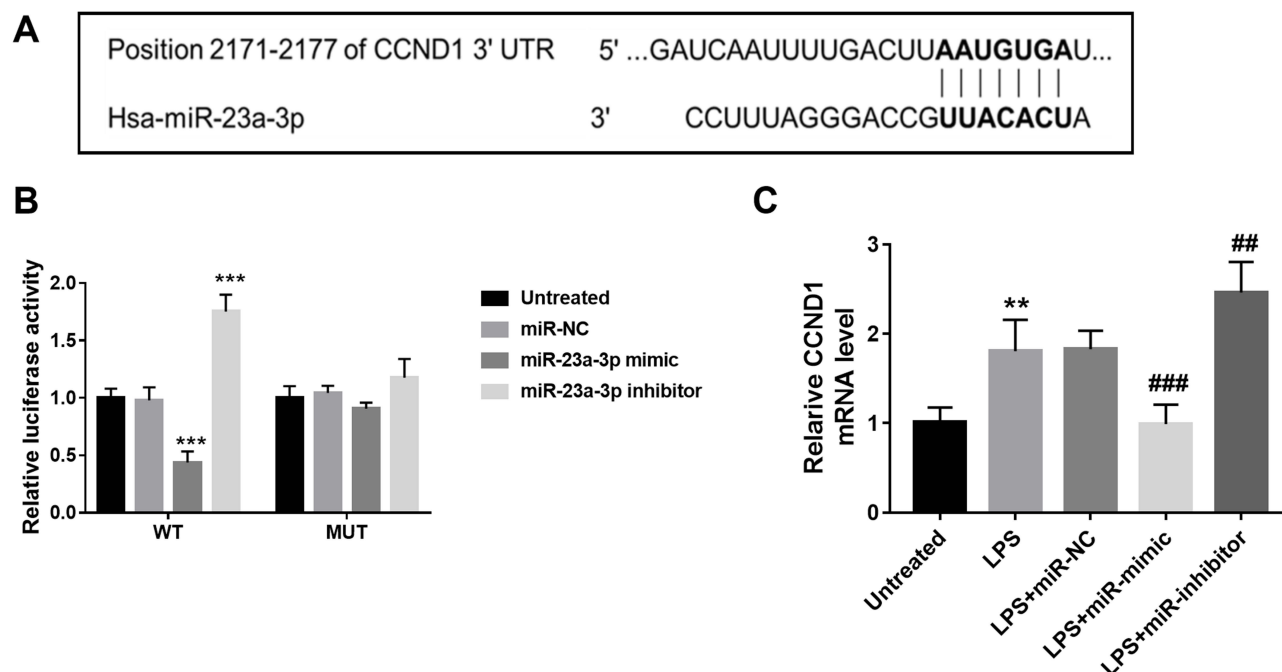 A
Position 2171-2177 of CCND1 3' UTR 5' ...GAUCAAUUUUGACUUAAUGUGAU...
Hsa-miR-23a-3p 3' CCUUUAGGGACCGUUACACUA
B
Relative luciferase activity
2.0
1.5
1.0
0.5
0.0
***
***
WT
MUT
Untreated
miR-NC
miR-23a-3p mimic
miR-23a-3p inhibitor
C
Relarive CCND1
mRNA level
3
2
1
0
**
###
##
Untreated
LPS
LPS+miR-NC
LPS+miR-mimic
LPS+miR-inhibitor